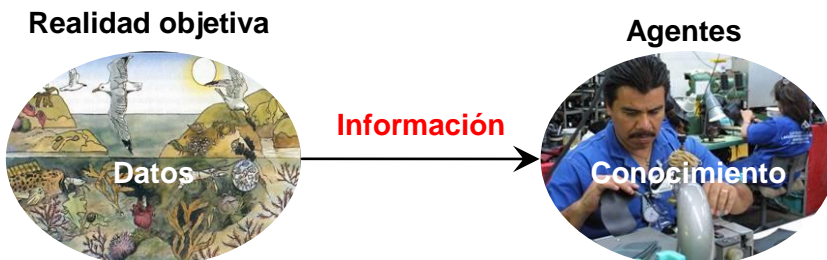 Realidad objetiva
Agentes
Información
Datos
Conocimiento